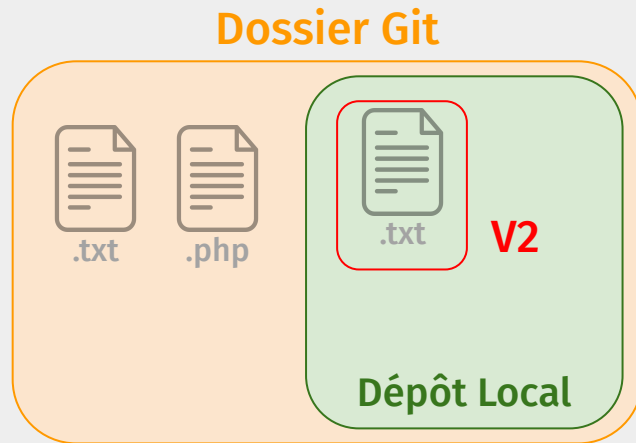 Dossier Git
.txt
.php
.txt
V2
Dépôt Local